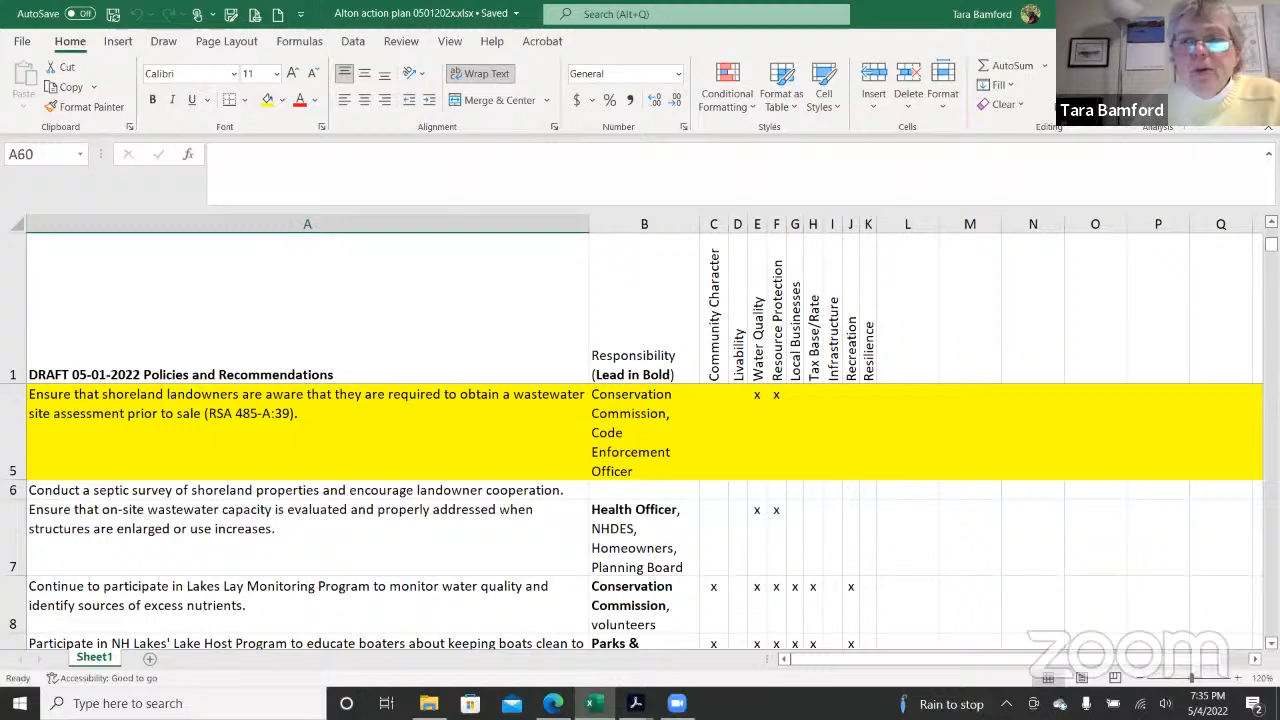 AutoSave Off Alton action plan 0501202x.xlsx • Saved Search (Alt+Q) Tara Bamford
File Home Insert Draw Page Layout Formulas Data Review View Help Acrobat
Paste Cut Copy Format Painter Clipboard
Calibri 11 A A B I U A Font
Wrap Text Merge & Center Alignment
General $ % , Number
Conditional Formatting Format as Table Cell Styles Styles
Insert Delete Format Cells
AutoSum Fill Clear Editing Analysis
Tara Bamford
A60 fx
A B C D E F G H I J K L M N O P Q
1 DRAFT 05-01-2022 Policies and Recommendations
Responsibility
(Lead in Bold)
Community Character
Livability
Water Quality
Resource Protection
Local Businesses
Tax Base/Rate
Infrastructure
Recreation
Resilience
5 Ensure that shoreland landowners are aware that they are required to obtain a wastewater
site assessment prior to sale (RSA 485-A:39).
Conservation
Commission,
Code
Enforcement
Officer
x x
6 Conduct a septic survey of shoreland properties and encourage landowner cooperation.
7 Ensure that on-site wastewater capacity is evaluated and properly addressed when
structures are enlarged or use increases.
Health Officer,
NHDES,
Homeowners,
Planning Board
x x
8 Continue to participate in Lakes Lay Monitoring Program to monitor water quality and
identify sources of excess nutrients.
Conservation
Commission,
volunteers
x x x x x x
Participate in NH Lakes' Lake Host Program to educate boaters about keeping boats clean to
Parks &
x x x x x x
zoom
Sheet1
Ready Accessibility: Good to go 120%
Type here to search Rain to stop 7:35 PM
5/4/2022 2